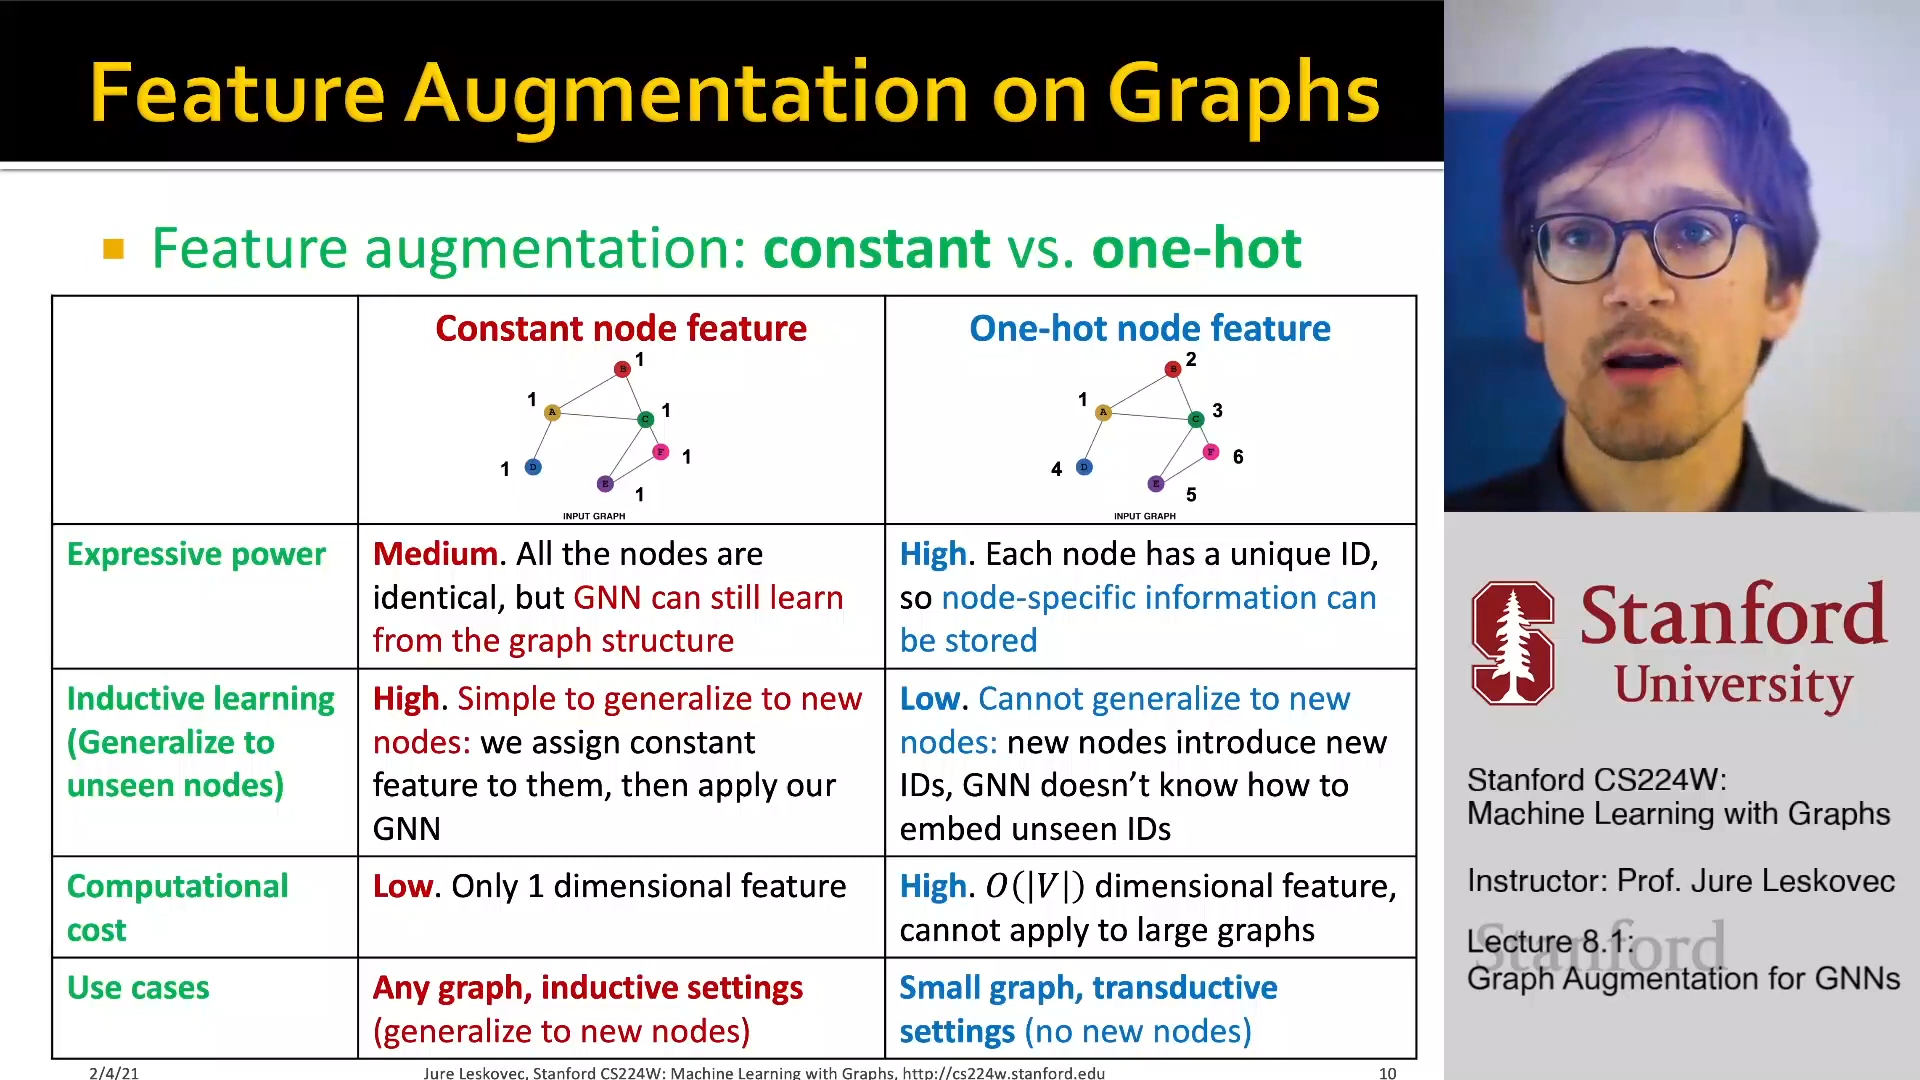 Feature Augmentation on Graphs
Feature augmentation: constant vs. one-hot
Constant node feature
1
B
1
A
C
1
F
1
1
D
E
1
INPUT GRAPH
One-hot node feature
2
B
1
A
C
3
F
6
4
D
E
5
INPUT GRAPH
Expressive power
Medium. All the nodes are
identical, but GNN can still learn
from the graph structure
High. Each node has a unique ID,
so node-specific information can
be stored
Inductive learning
(Generalize to
unseen nodes)
High. Simple to generalize to new
nodes: we assign constant
feature to them, then apply our
GNN
Low. Cannot generalize to new
nodes: new nodes introduce new
IDs, GNN doesn’t know how to
embed unseen IDs
Computational
cost
Low. Only 1 dimensional feature
High. O(|V|) dimensional feature,
cannot apply to large graphs
Use cases
Any graph, inductive settings
(generalize to new nodes)
Small graph, transductive
settings (no new nodes)
2/4/21
Jure Leskovec, Stanford CS224W: Machine Learning with Graphs, http://cs224w.stanford.edu
10
S
Stanford
University
Stanford CS224W:
Machine Learning with Graphs
Instructor: Prof. Jure Leskovec
Stanford
Lecture 8.1:
Graph Augmentation for GNNs